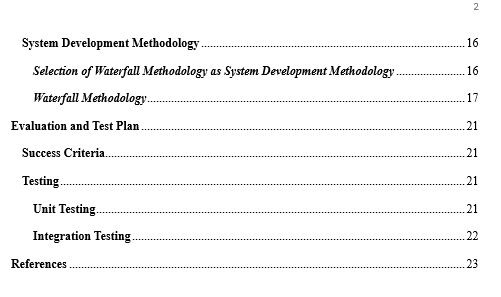 2
System Development Methodology 16
Selection of Waterfall Methodology as System Development Methodology 16
Waterfall Methodology 17
Evaluation and Test Plan 21
Success Criteria 21
Testing 21
Unit Testing 21
Integration Testing 22
References 23